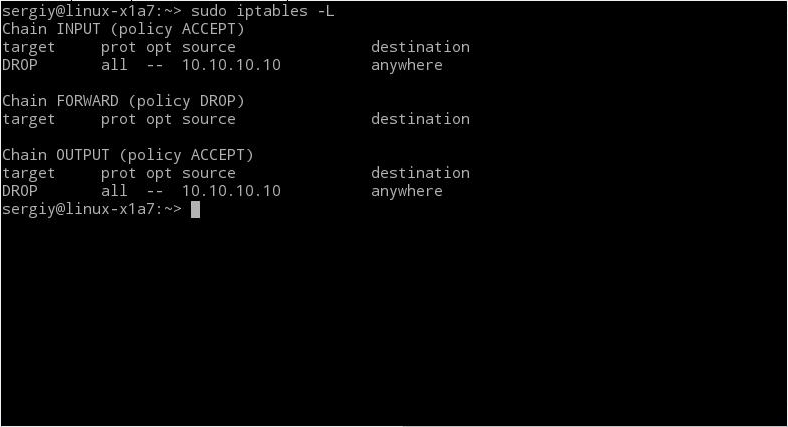 sergiy@linux-x1a7:~> sudo iptables -L
Chain INPUT (policy ACCEPT)
target     prot opt source               destination
DROP       all  --  10.10.10.10          anywhere

Chain FORWARD (policy DROP)
target     prot opt source               destination

Chain OUTPUT (policy ACCEPT)
target     prot opt source               destination
DROP       all  --  10.10.10.10          anywhere
sergiy@linux-x1a7:~>